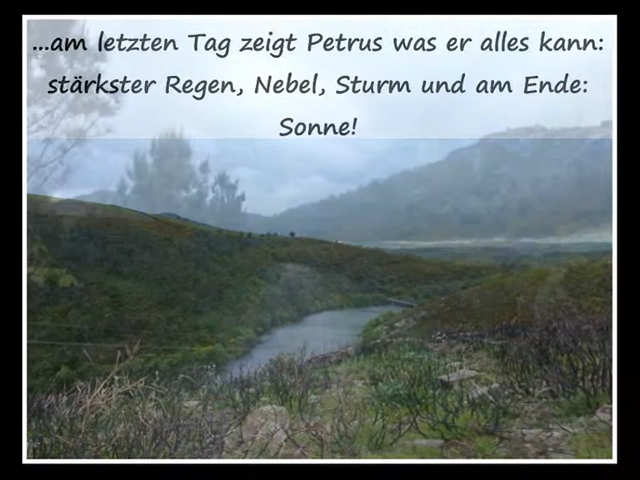 ...am letzten Tag zeigt Petrus was er alles kann:
stärkster Regen, Nebel, Sturm und am Ende:
Sonne!